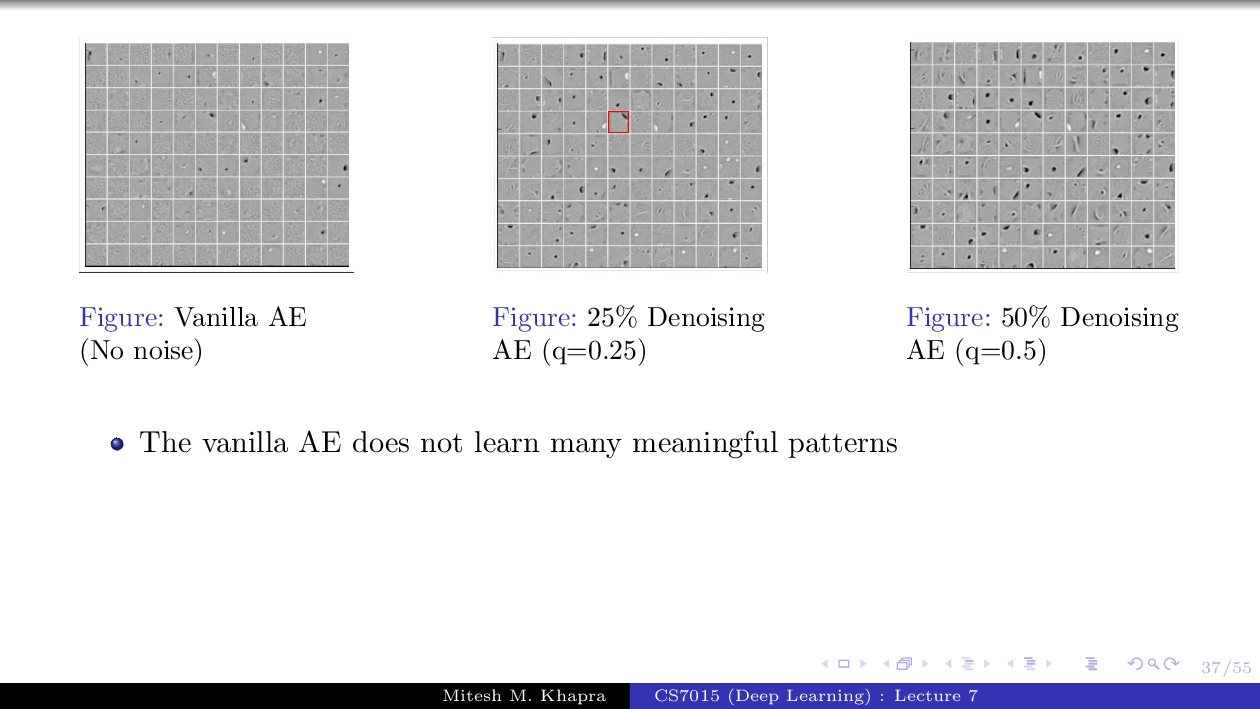 Figure: Vanilla AE
(No noise)
Figure: 25% Denoising
AE (q=0.25)
Figure: 50% Denoising
AE (q=0.5)
The vanilla AE does not learn many meaningful patterns
37/55
Mitesh M. Khapra
CS7015 (Deep Learning) : Lecture 7